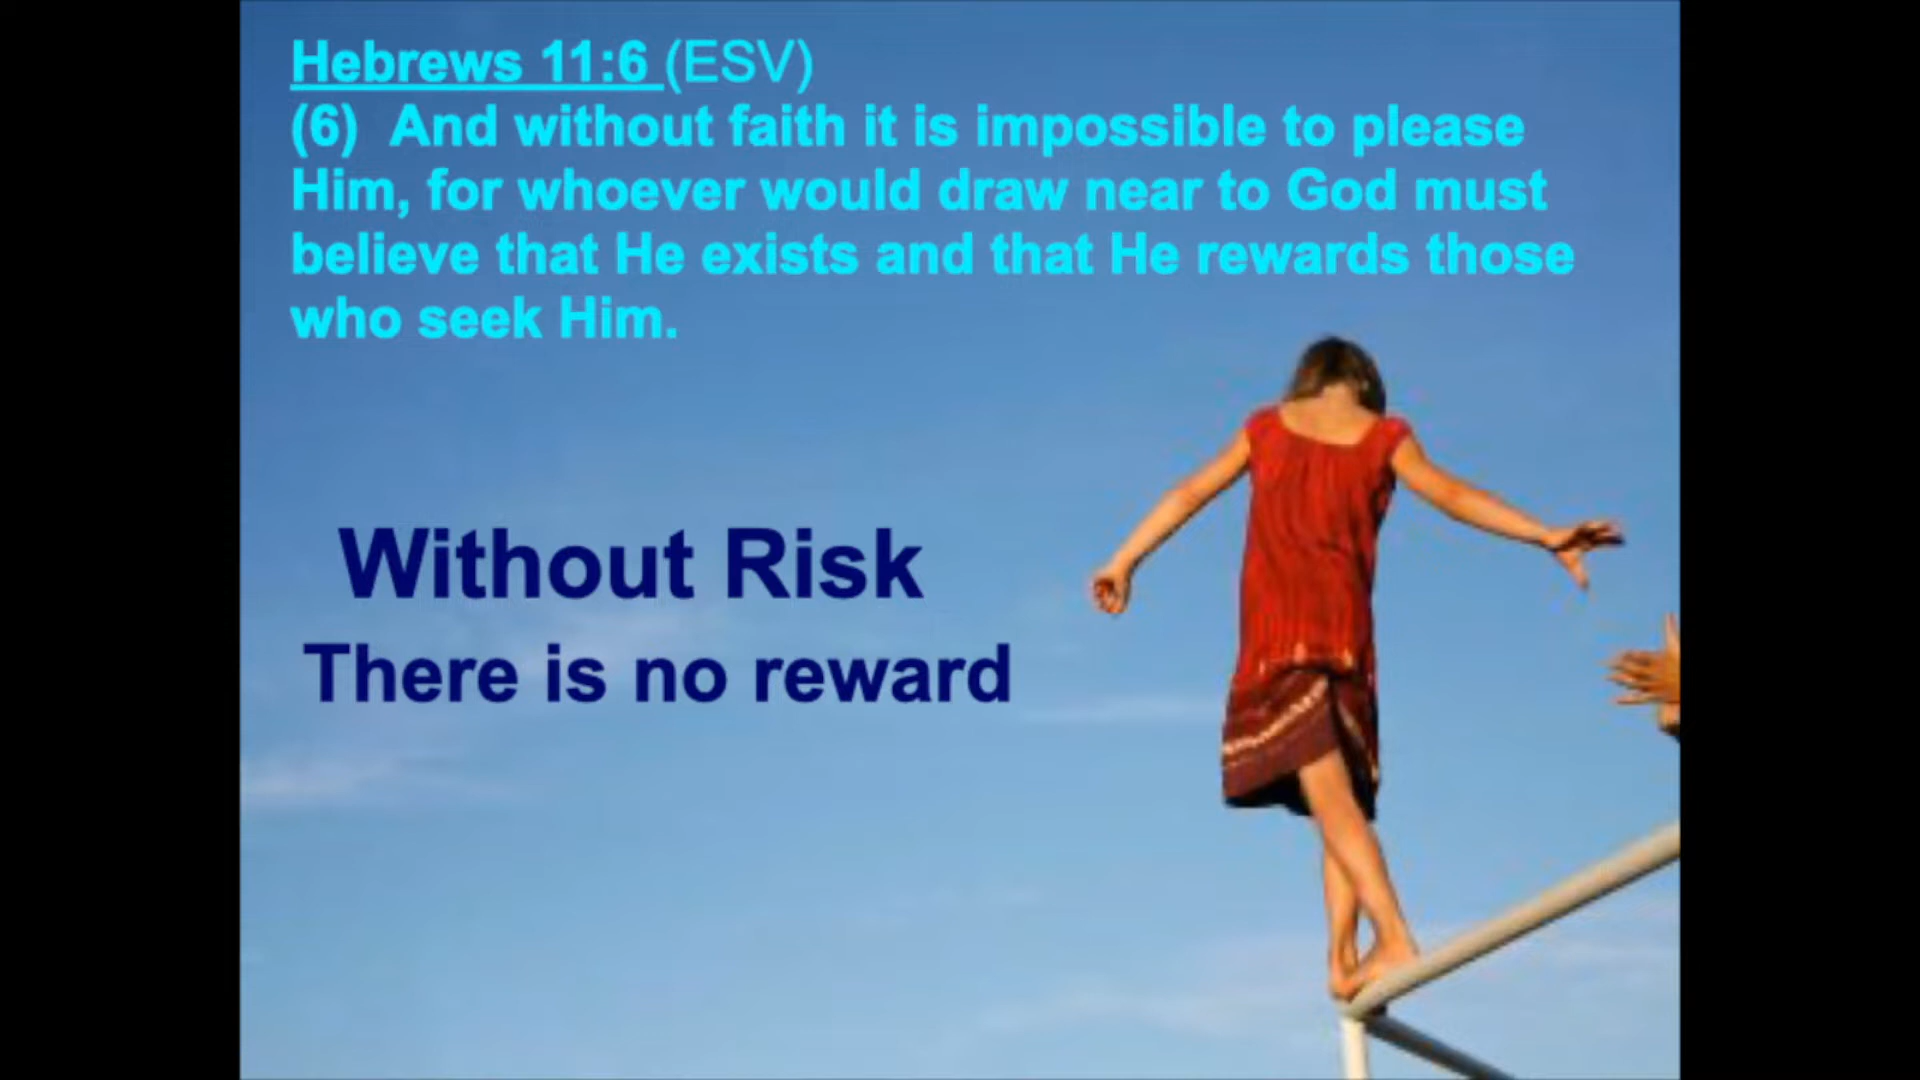 Hebrews 11:6 (ESV)
(6) And without faith it is impossible to please
Him, for whoever would draw near to God must
believe that He exists and that He rewards those
who seek Him.
Without Risk
There is no reward